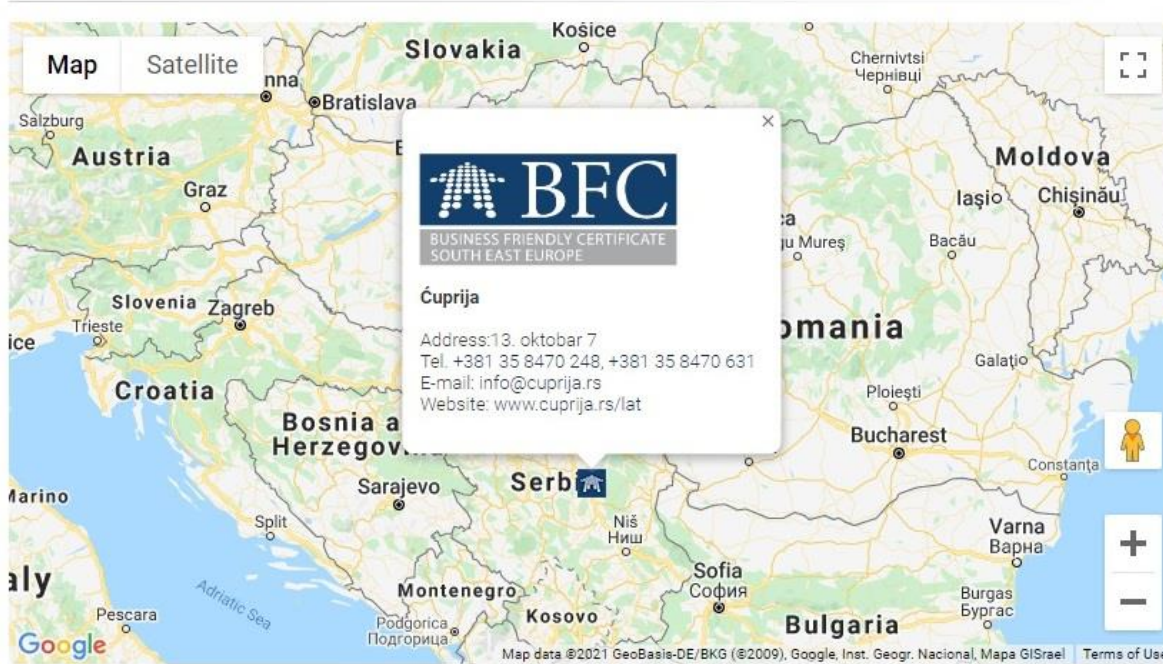 Map
Satellite
Košice
Slovakia
Chernivtsi
Чернівці
nna
Bratislava
Salzburg
Austria
Graz
Moldova
Iași
Chișinău
BFC
BUSINESS FRIENDLY CERTIFICATE
SOUTH EAST EUROPE
ca
gu Mureș
Bacău
Ćuprija
Slovenia
Zagreb
Trieste
ice
Address:13. oktobar 7
Tel. +381 35 8470 248, +381 35 8470 631
E-mail: info@cuprija.rs
Website: www.cuprija.rs/lat
omania
Galați
Croatia
Ploiești
Bosnia a
Herzegov
Bucharest
Constanța
Serbi
Sarajevo
Marino
Split
Niš
Ниш
Varna
Варна
Sofia
София
aly
Adriatic Sea
Montenegro
Kosovo
Burgas
Бургас
Pescara
Podgorica
Подгорица
Bulgaria
Google
Map data ©2021 GeoBasis-DE/BKG (©2009), Google, Inst. Geogr. Nacional, Mapa GISrael
Terms of Use